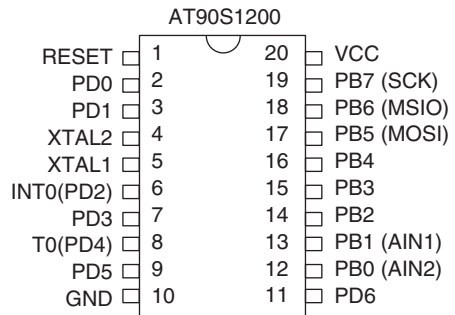 AT90S1200
RESET 1 20 VCC
PD0 2 19 PB7 (SCK)
PD1 3 18 PB6 (MSIO)
XTAL2 4 17 PB5 (MOSI)
XTAL1 5 16 PB4
INT0(PD2) 6 15 PB3
PD3 7 14 PB2
T0(PD4) 8 13 PB1 (AIN1)
PD5 9 12 PB0 (AIN2)
GND 10 11 PD6